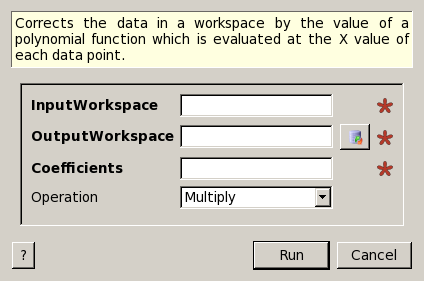 Corrects the data in a workspace by the value of a
polynomial function which is evaluated at the X value of
each data point.
InputWorkspace
OutputWorkspace
Coefficients
Operation Multiply
? Run Cancel